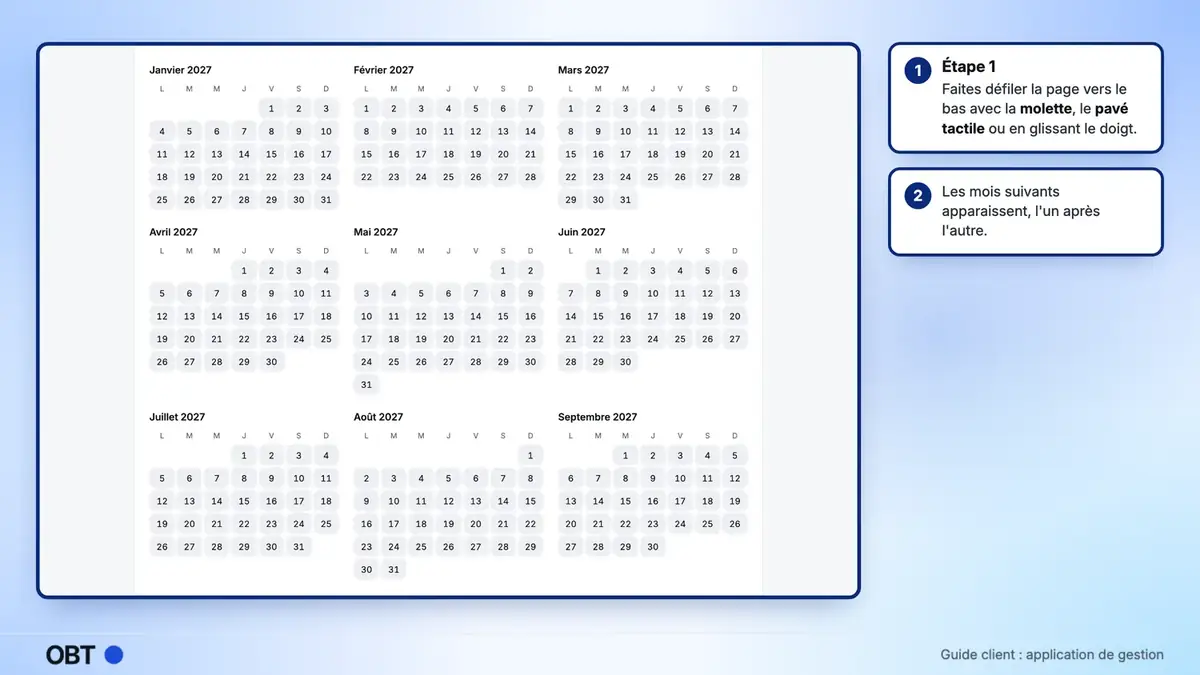 Janvier 2027
L M M J V S D
1 2 3
4 5 6 7 8 9 10
11 12 13 14 15 16 17
18 19 20 21 22 23 24
25 26 27 28 29 30 31
Février 2027
L M M J V S D
1 2 3 4 5 6 7
8 9 10 11 12 13 14
15 16 17 18 19 20 21
22 23 24 25 26 27 28
Mars 2027
L M M J V S D
1 2 3 4 5 6 7
8 9 10 11 12 13 14
15 16 17 18 19 20 21
22 23 24 25 26 27 28
29 30 31
Avril 2027
L M M J V S D
1 2 3 4
5 6 7 8 9 10 11
12 13 14 15 16 17 18
19 20 21 22 23 24 25
26 27 28 29 30
Mai 2027
L M M J V S D
1 2
3 4 5 6 7 8 9
10 11 12 13 14 15 16
17 18 19 20 21 22 23
24 25 26 27 28 29 30
31
Juin 2027
L M M J V S D
1 2 3 4 5 6
7 8 9 10 11 12 13
14 15 16 17 18 19 20
21 22 23 24 25 26 27
28 29 30
Juillet 2027
L M M J V S D
1 2 3 4
5 6 7 8 9 10 11
12 13 14 15 16 17 18
19 20 21 22 23 24 25
26 27 28 29 30 31
Août 2027
L M M J V S D
1
2 3 4 5 6 7 8
9 10 11 12 13 14 15
16 17 18 19 20 21 22
23 24 25 26 27 28 29
30 31
Septembre 2027
L M M J V S D
1 2 3 4 5
6 7 8 9 10 11 12
13 14 15 16 17 18 19
20 21 22 23 24 25 26
27 28 29 30
1 Étape 1
Faites défiler la page vers le
bas avec la molette, le pavé
tactile ou en glissant le doigt.
2 Les mois suivants
apparaissent, l'un après
l'autre.
OBT
Guide client : application de gestion